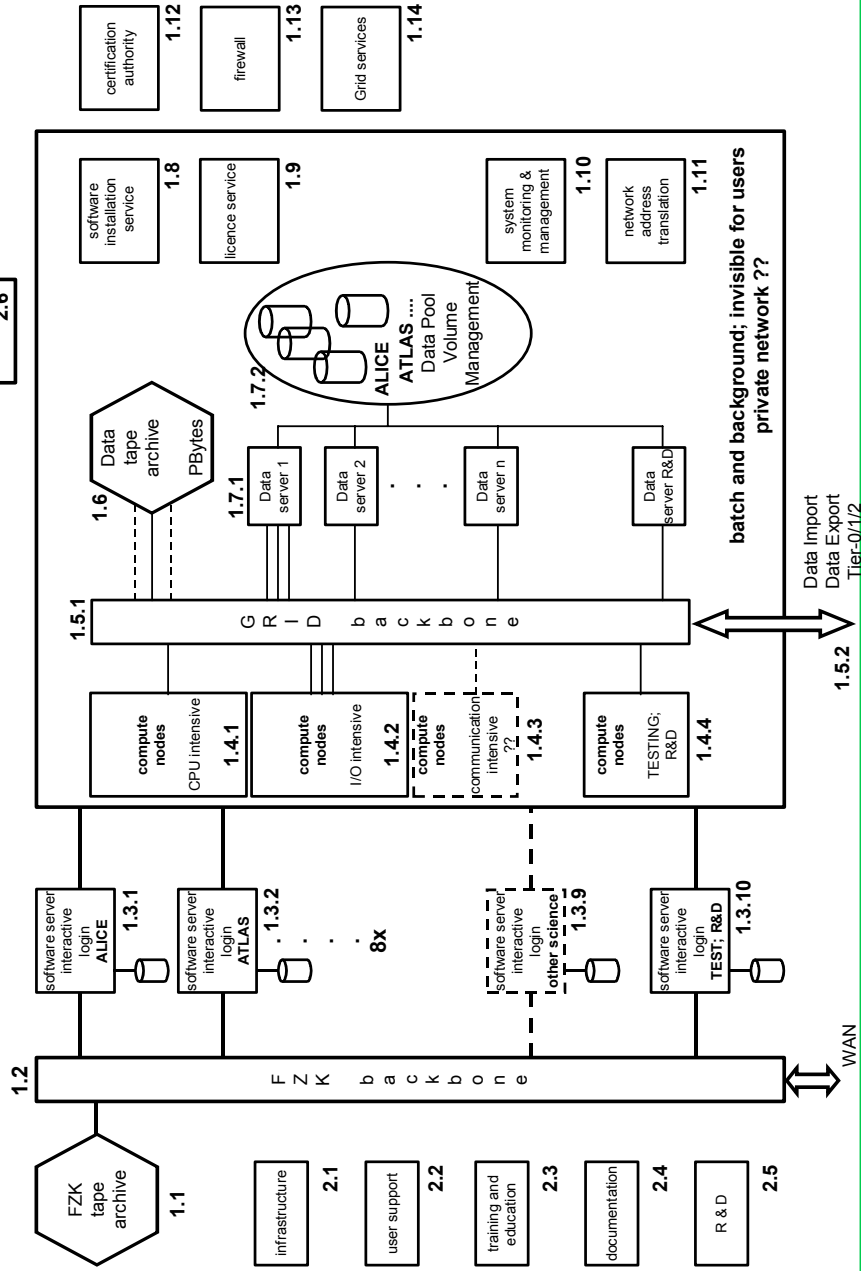 2.6
FZK
tape
archive
1.1
infrastructure
2.1
user support
2.2
training and
education
2.3
documentation
2.4
R & D
2.5
1.2
FZK backbone
WAN
software server
interactive
login
ALICE
1.3.1
software server
interactive
login
ATLAS
1.3.2
. . . .
8x
software server
interactive
login
other science
1.3.9
software server
interactive
login
TEST; R&D
1.3.10
compute
nodes
CPU intensive
1.4.1
compute
nodes
I/O intensive
1.4.2
compute
nodes
communication
intensive
??
1.4.3
compute
nodes
TESTING;
R&D
1.4.4
1.5.1
GRID backbone
1.5.2
Data Import
Data Export
Tier-0/1/2
1.6
Data
tape
archive
PBytes
1.7.1
Data
server 1
Data
server 2
. . .
Data
server n
Data
server R&D
1.7.2
ALICE
ATLAS ....
Data Pool
Volume
Management
software
installation
service
1.8
licence service
1.9
system
monitoring &
management
1.10
network
address
translation
1.11
batch and background; invisible for users
private network ??
certification
authority
1.12
firewall
1.13
Grid services
1.14